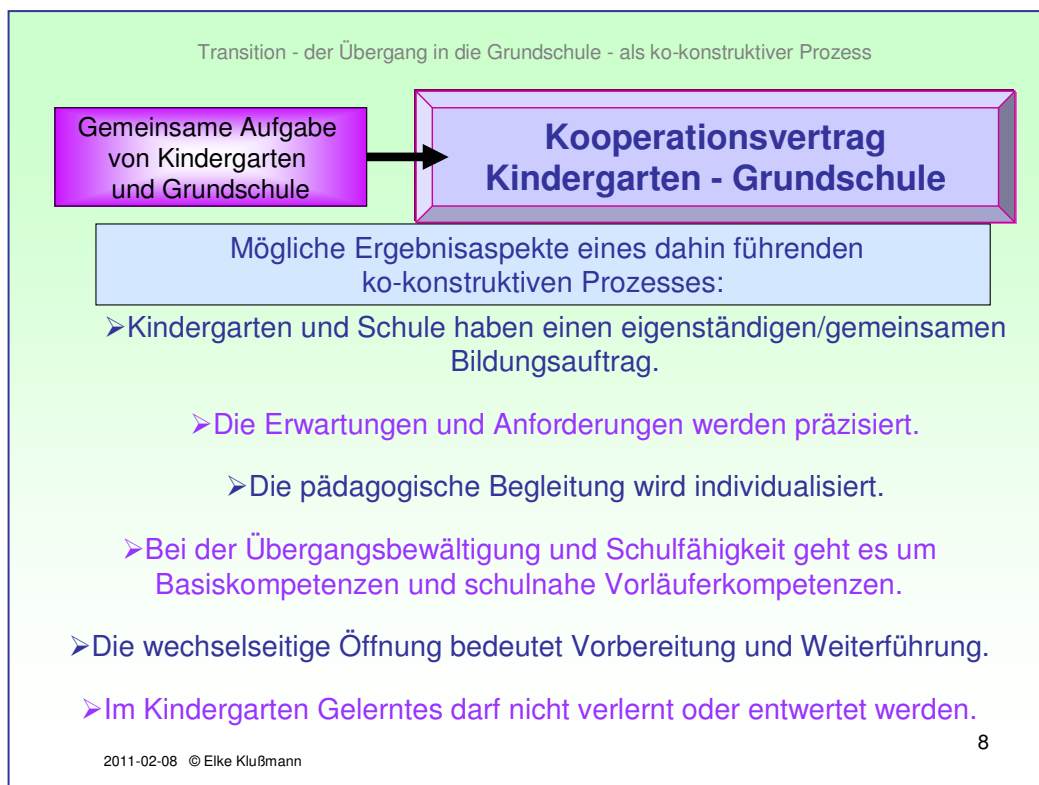 Transition - der Übergang in die Grundschule - als ko-konstruktiver Prozess
Gemeinsame Aufgabe
von Kindergarten
und Grundschule
Kooperationsvertrag
Kindergarten - Grundschule
Mögliche Ergebnisaspekte eines dahin führenden
ko-konstruktiven Prozesses:
➢Kindergarten und Schule haben einen eigenständigen/gemeinsamen
Bildungsauftrag.
➢Die Erwartungen und Anforderungen werden präzisiert.
➢Die pädagogische Begleitung wird individualisiert.
➢Bei der Übergangsbewältigung und Schulfähigkeit geht es um
Basiskompetenzen und schulnahe Vorläuferkompetenzen.
➢Die wechselseitige Öffnung bedeutet Vorbereitung und Weiterführung.
➢Im Kindergarten Gelerntes darf nicht verlernt oder entwertet werden.
8
2011-02-08 © Elke Klußmann